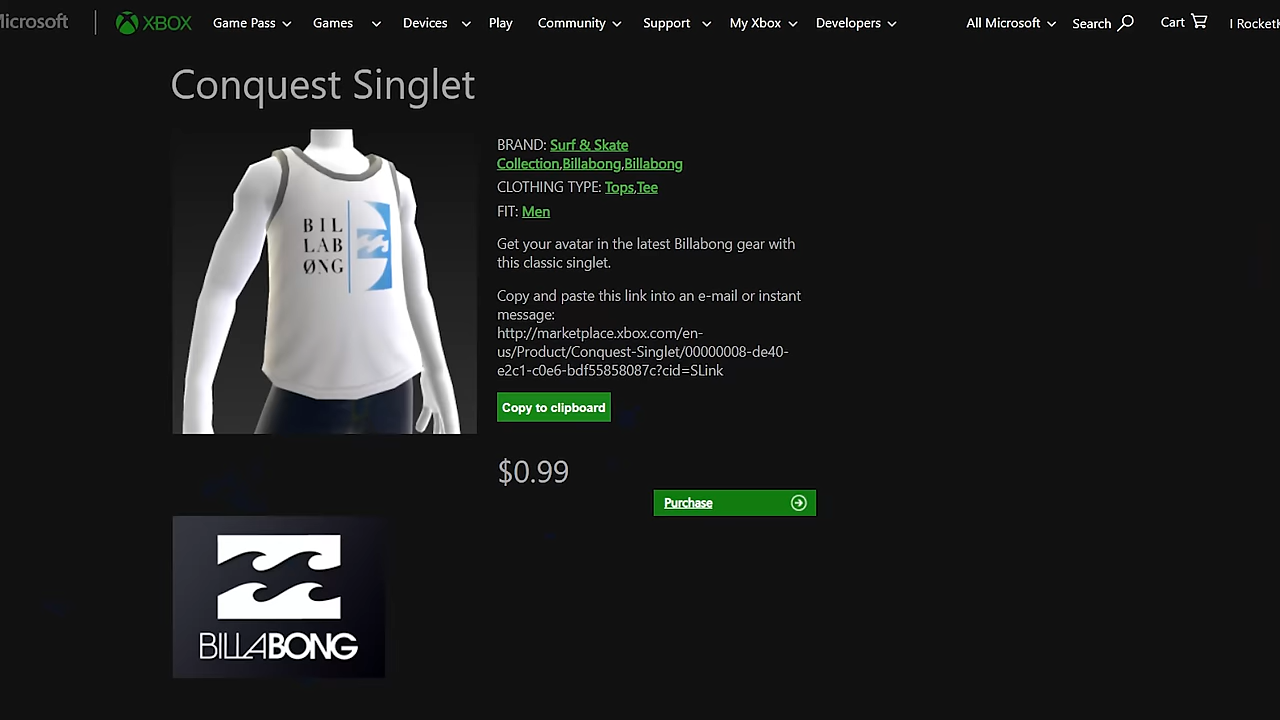 Microsoft XBOX Game Pass Games Devices Play Community Support My Xbox Developers All Microsoft Search Cart
Conquest Singlet
BIL
LAB
ØNG
BRAND: Surf & Skate
Collection,Billabong,Billabong
CLOTHING TYPE: Tops,Tee
FIT: Men
Get your avatar in the latest Billabong gear with
this classic singlet.
Copy and paste this link into an e-mail or instant
message:
http://marketplace.xbox.com/en-
us/Product/Conquest-Singlet/00000008-de40-
e2c1-c0e6-bdf55858087c?cid=SLink
Copy to clipboard
$0.99
Purchase
BILLABONG